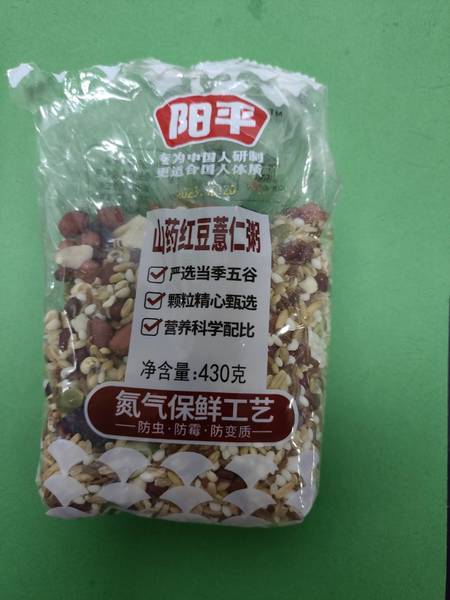 阳平
TM
专为中国人研制
更适合国人体质
山药红豆薏仁粥
严选当季五谷
颗粒精心甄选
营养科学配比
净含量:430克
氮气保鲜工艺
防虫·防霉·防变质